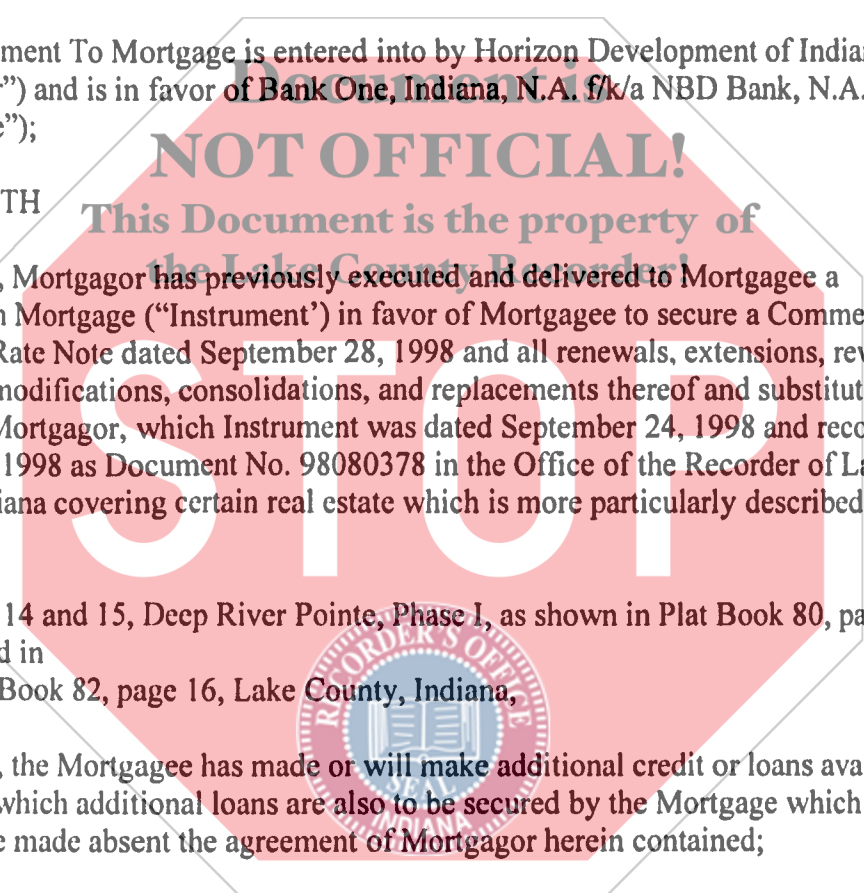 ment To Mortgage is entered into by Horizon Development of Indian
") and is in favor of Bank One, Indiana, N.A. f/k/a NBD Bank, N.A.
e");
Document is
NOT OFFICIAL!
TH
This Document is the property of
the Lake County Recorder!
, Mortgagor has previously executed and delivered to Mortgagee a
n Mortgage ("Instrument') in favor of Mortgagee to secure a Comme
Rate Note dated September 28, 1998 and all renewals, extensions, rev
modifications, consolidations, and replacements thereof and substitut
Mortgagor, which Instrument was dated September 24, 1998 and reco
1998 as Document No. 98080378 in the Office of the Recorder of La
iana covering certain real estate which is more particularly described
STOP
14 and 15, Deep River Pointe, Phase I, as shown in Plat Book 80, pa
d in
Book 82, page 16, Lake County, Indiana,
RECORDER'S OFFICE
SEAL
INDIANA
, the Mortgagee has made or will make additional credit or loans ava
which additional loans are also to be secured by the Mortgage which
e made absent the agreement of Mortgagor herein contained;